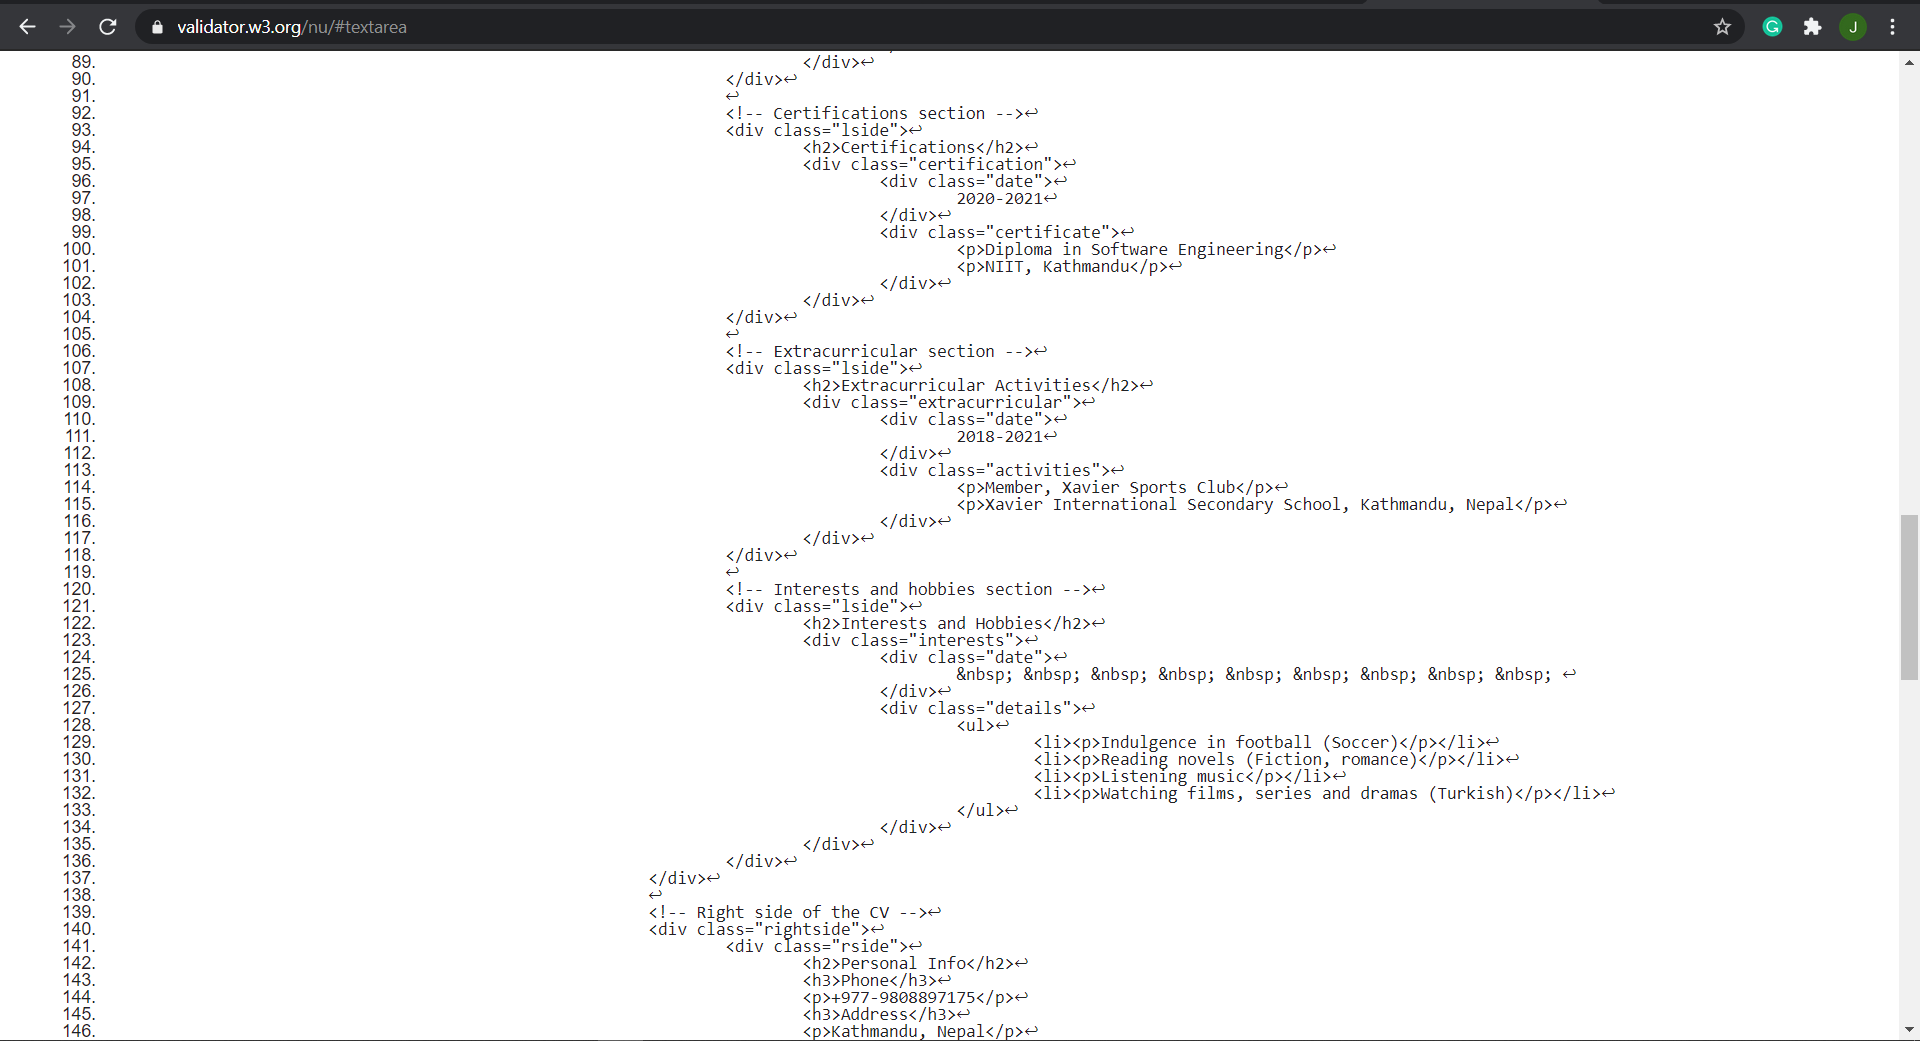 validator.w3.org/nu/#textarea
G
J
89. </div>↩
90. </div>↩
91. ↩
92. <!-- Certifications section -->↩
93. <div class="lside">↩
94. <h2>Certifications</h2>↩
95. <div class="certification">↩
96. <div class="date">↩
97. 2020-2021↩
98. </div>↩
99. <div class="certificate">↩
100. <p>Diploma in Software Engineering</p>↩
101. <p>NIIT, Kathmandu</p>↩
102. </div>↩
103. </div>↩
104. </div>↩
105. ↩
106. <!-- Extracurricular section -->↩
107. <div class="lside">↩
108. <h2>Extracurricular Activities</h2>↩
109. <div class="extracurricular">↩
110. <div class="date">↩
111. 2018-2021↩
112. </div>↩
113. <div class="activities">↩
114. <p>Member, Xavier Sports Club</p>↩
115. <p>Xavier International Secondary School, Kathmandu, Nepal</p>↩
116. </div>↩
117. </div>↩
118. </div>↩
119. ↩
120. <!-- Interests and hobbies section -->↩
121. <div class="lside">↩
122. <h2>Interests and Hobbies</h2>↩
123. <div class="interests">↩
124. <div class="date">↩
125. &nbsp; &nbsp; &nbsp; &nbsp; &nbsp; &nbsp; &nbsp; &nbsp; &nbsp; ↩
126. </div>↩
127. <div class="details">↩
128. <ul>↩
129. <li><p>Indulgence in football (Soccer)</p></li>↩
130. <li><p>Reading novels (Fiction, romance)</p></li>↩
131. <li><p>Listening music</p></li>↩
132. <li><p>Watching films, series and dramas (Turkish)</p></li>↩
133. </ul>↩
134. </div>↩
135. </div>↩
136. </div>↩
137. </div>↩
138. ↩
139. <!-- Right side of the CV -->↩
140. <div class="rightside">↩
141. <div class="rside">↩
142. <h2>Personal Info</h2>↩
143. <h3>Phone</h3>↩
144. <p>+977-9808897175</p>↩
145. <h3>Address</h3>↩
146. <p>Kathmandu, Nepal</p>↩